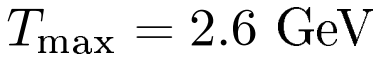 T_max = 2.6 GeV